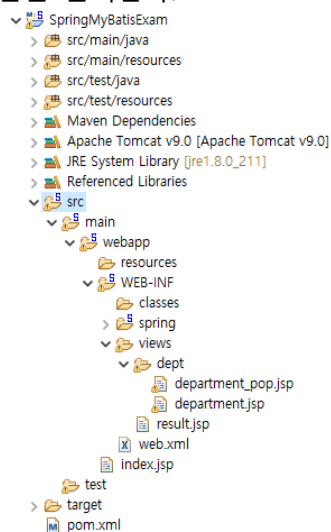 SpringMyBatisExam
src/main/java
src/main/resources
src/test/java
src/test/resources
Maven Dependencies
Apache Tomcat v9.0 [Apache Tomcat v9.0]
JRE System Library [jre1.8.0_211]
Referenced Libraries
src
main
webapp
resources
WEB-INF
classes
spring
views
dept
department_pop.jsp
department.jsp
result.jsp
web.xml
index.jsp
test
target
pom.xml